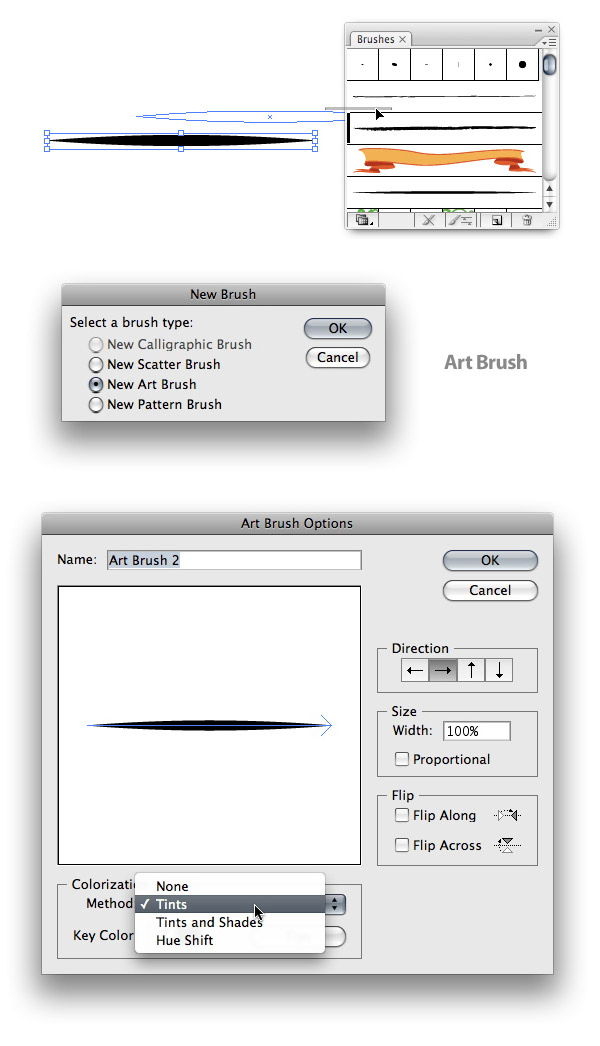 Brushes
New Brush
Select a brush type:
New Calligraphic Brush
New Scatter Brush
New Art Brush
New Pattern Brush
OK
Cancel
Art Brush
Art Brush Options
Name: Art Brush 2
OK
Cancel
Direction
Size
Width: 100%
Proportional
Flip
Flip Along
Flip Across
Method:
Key Color
None
✓ Tints
Tints and Shades
Hue Shift